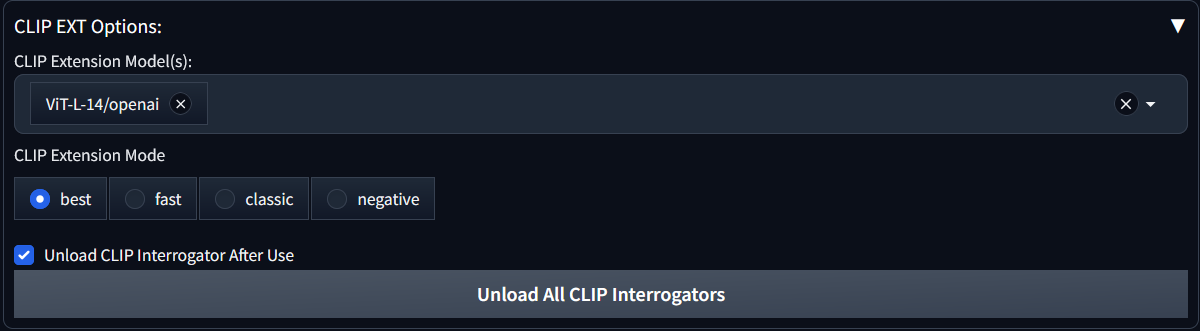 CLIP EXT Options:
CLIP Extension Model(s):
ViT-L-14/openai
CLIP Extension Mode
best fast classic negative
Unload CLIP Interrogator After Use
Unload All CLIP Interrogators